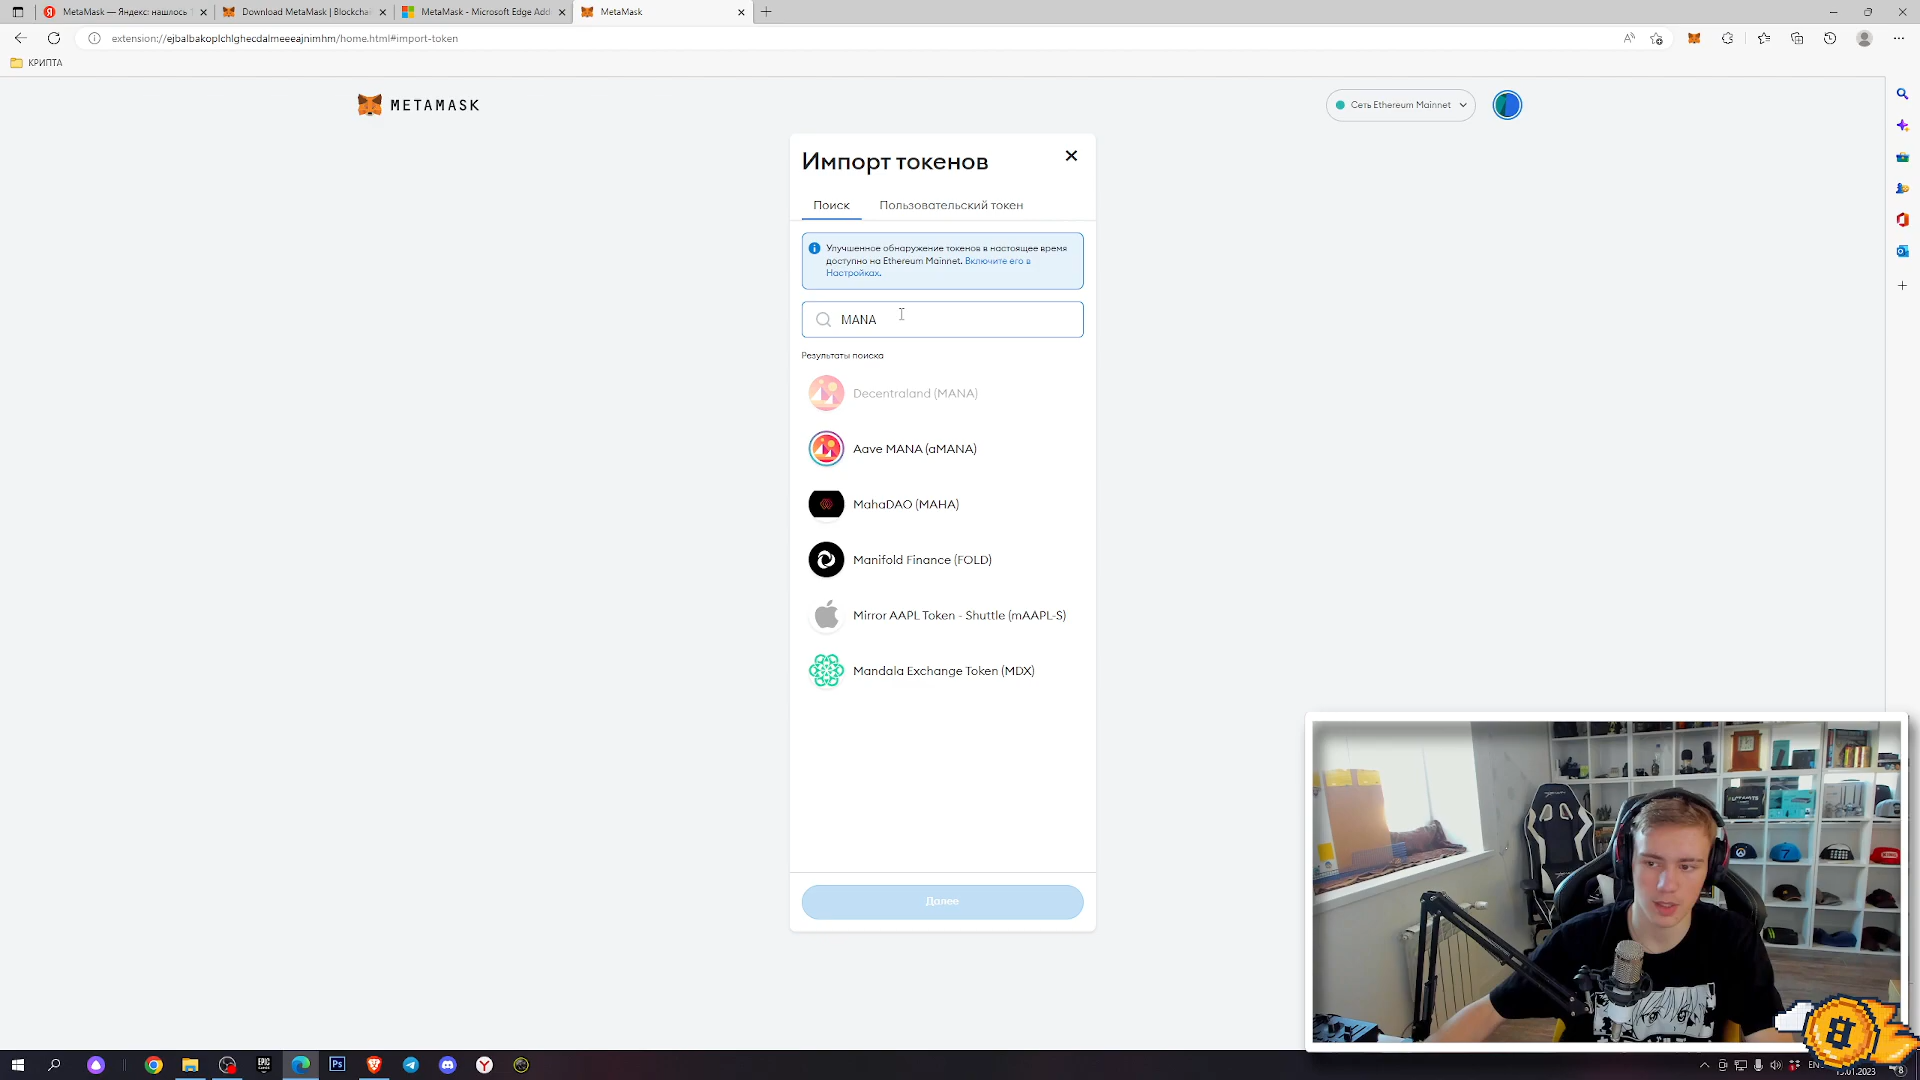 MetaMask — Яндекс: нашлось
Download MetaMask | Blockchai
MetaMask - Microsoft Edge Add
MetaMask
extension://ejbalbakoplchlghecdalmeeeajnimhm/home.html#import-token
КРИПТА
METAMASK
Сеть Ethereum Mainnet
Импорт токенов
Поиск
Пользовательский токен
Улучшенное обнаружение токенов в настоящее время
доступно на Ethereum Mainnet. Включите его в
Настройках.
MANA
Результаты поиска
Decentraland (MANA)
Aave MANA (aMANA)
MahaDAO (MAHA)
Manifold Finance (FOLD)
Mirror AAPL Token - Shuttle (mAAPL-S)
Mandala Exchange Token (MDX)
Далее